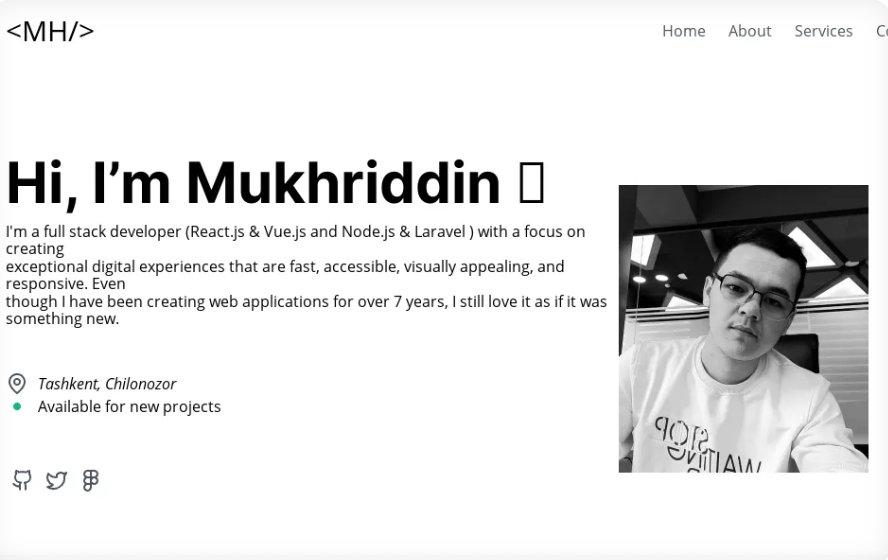 <MH/>
Home About Services
Hi, I’m Mukhriddin
I'm a full stack developer (React.js & Vue.js and Node.js & Laravel ) with a focus on
creating
exceptional digital experiences that are fast, accessible, visually appealing, and
responsive. Even
though I have been creating web applications for over 7 years, I still love it as if it was
something new.
STOP
WAITING
Tashkent, Chilonozor
Available for new projects